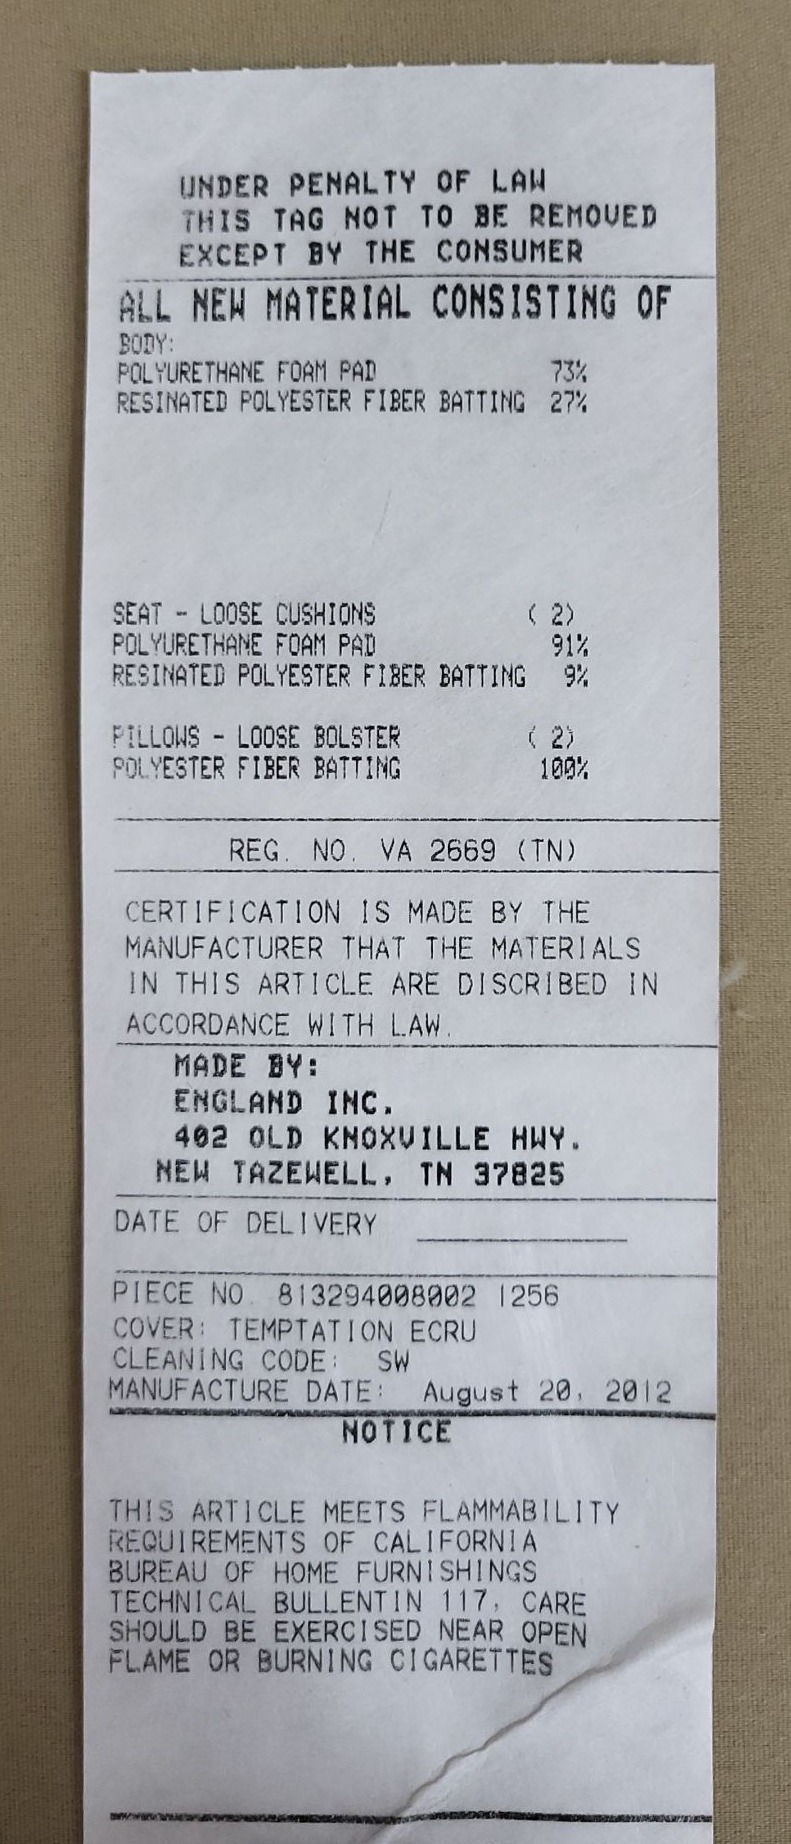 UNDER PENALTY OF LAW
THIS TAG NOT TO BE REMOVED
EXCEPT BY THE CONSUMER
ALL NEW MATERIAL CONSISTING OF
BODY:
POLYURETHANE FOAM PAD 73%
RESINATED POLYESTER FIBER BATTING 27%
SEAT - LOOSE CUSHIONS ( 2)
POLYURETHANE FOAM PAD 91%
RESINATED POLYESTER FIBER BATTING 9%
PILLOWS - LOOSE BOLSTER ( 2)
POLYESTER FIBER BATTING 100%
REG. NO. VA 2669 (TN)
CERTIFICATION IS MADE BY THE
MANUFACTURER THAT THE MATERIALS
IN THIS ARTICLE ARE DISCRIBED IN
ACCORDANCE WITH LAW.
MADE BY:
ENGLAND INC.
402 OLD KNOXVILLE HWY.
NEW TAZEWELL, TN 37825
DATE OF DELIVERY
PIECE NO. 813294008002 1256
COVER: TEMPTATION ECRU
CLEANING CODE: SW
MANUFACTURE DATE: August 20, 2012
NOTICE
THIS ARTICLE MEETS FLAMMABILITY
REQUIREMENTS OF CALIFORNIA
BUREAU OF HOME FURNISHINGS
TECHNICAL BULLENTIN 117, CARE
SHOULD BE EXERCISED NEAR OPEN
FLAME OR BURNING CIGARETTES